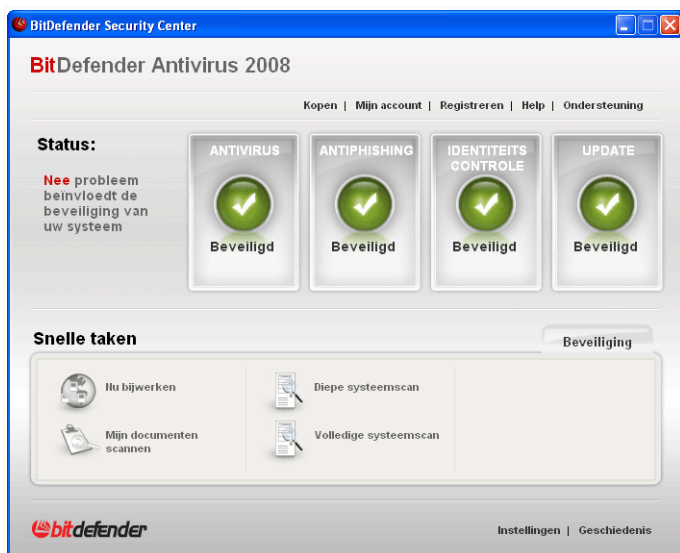 BitDefender Security Center
BitDefender Antivirus 2008
Kopen | Mijn account | Registreren | Help | Ondersteuning
Status:
Nee probleem
beïnvloedt de
beveiliging van
uw systeem
ANTIVIRUS
Beveiligd
ANTIPHISHING
Beveiligd
IDENTITEITS
CONTROLE
Beveiligd
UPDATE
Beveiligd
Snelle taken
Beveiliging
Nu bijwerken
Mijn documenten
scannen
Diepe systeemscan
Volledige systeemscan
bitdefender
Instellingen | Geschiedenis